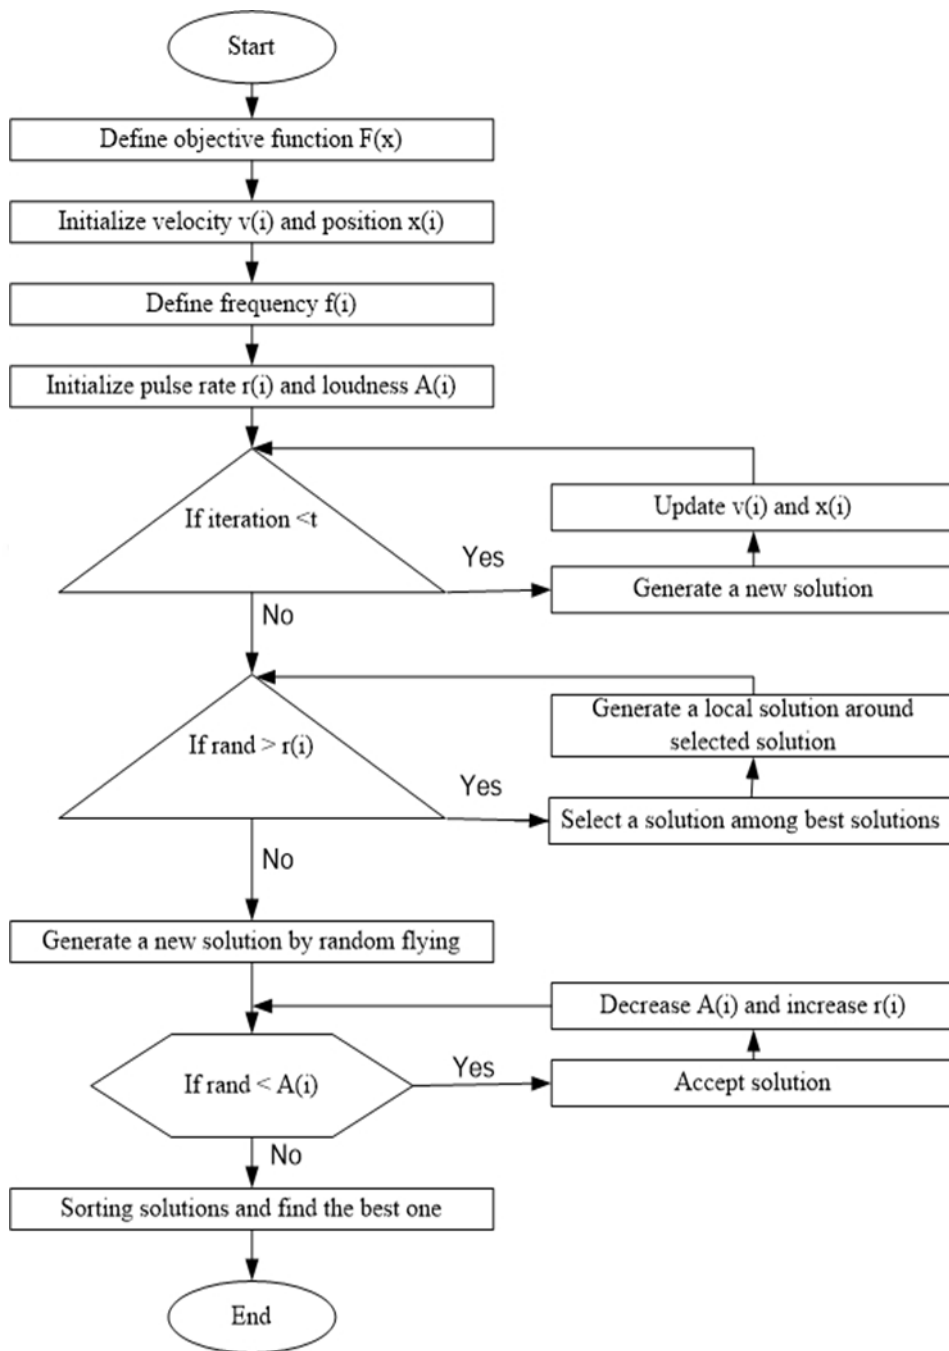 Start
Define objective function F(x)
Initialize velocity v(i) and position x(i)
Define frequency f(i)
Initialize pulse rate r(i) and loudness A(i)
If iteration <t
Yes
Update v(i) and x(i)
Generate a new solution
No
If rand > r(i)
Yes
Generate a local solution around
selected solution
Select a solution among best solutions
No
Generate a new solution by random flying
Decrease A(i) and increase r(i)
If rand < A(i)
Yes
Accept solution
No
Sorting solutions and find the best one
End